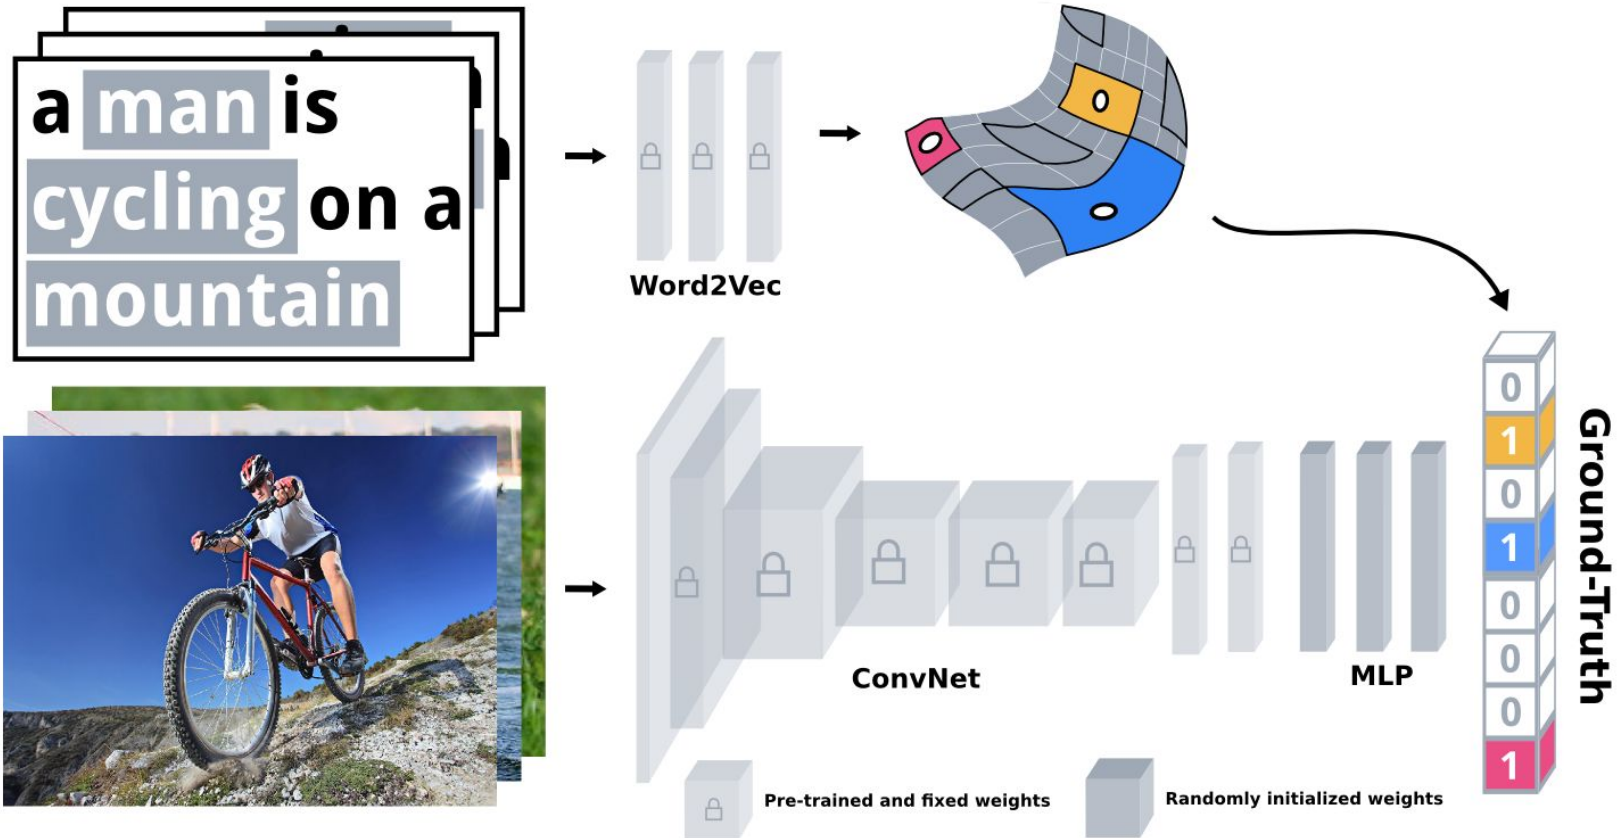 a man is
cycling on a
mountain
Word2Vec
0
0
0
ConvNet
MLP
0
1
0
1
0
0
0
1
Ground-Truth
Pre-trained and fixed weights
Randomly initialized weights